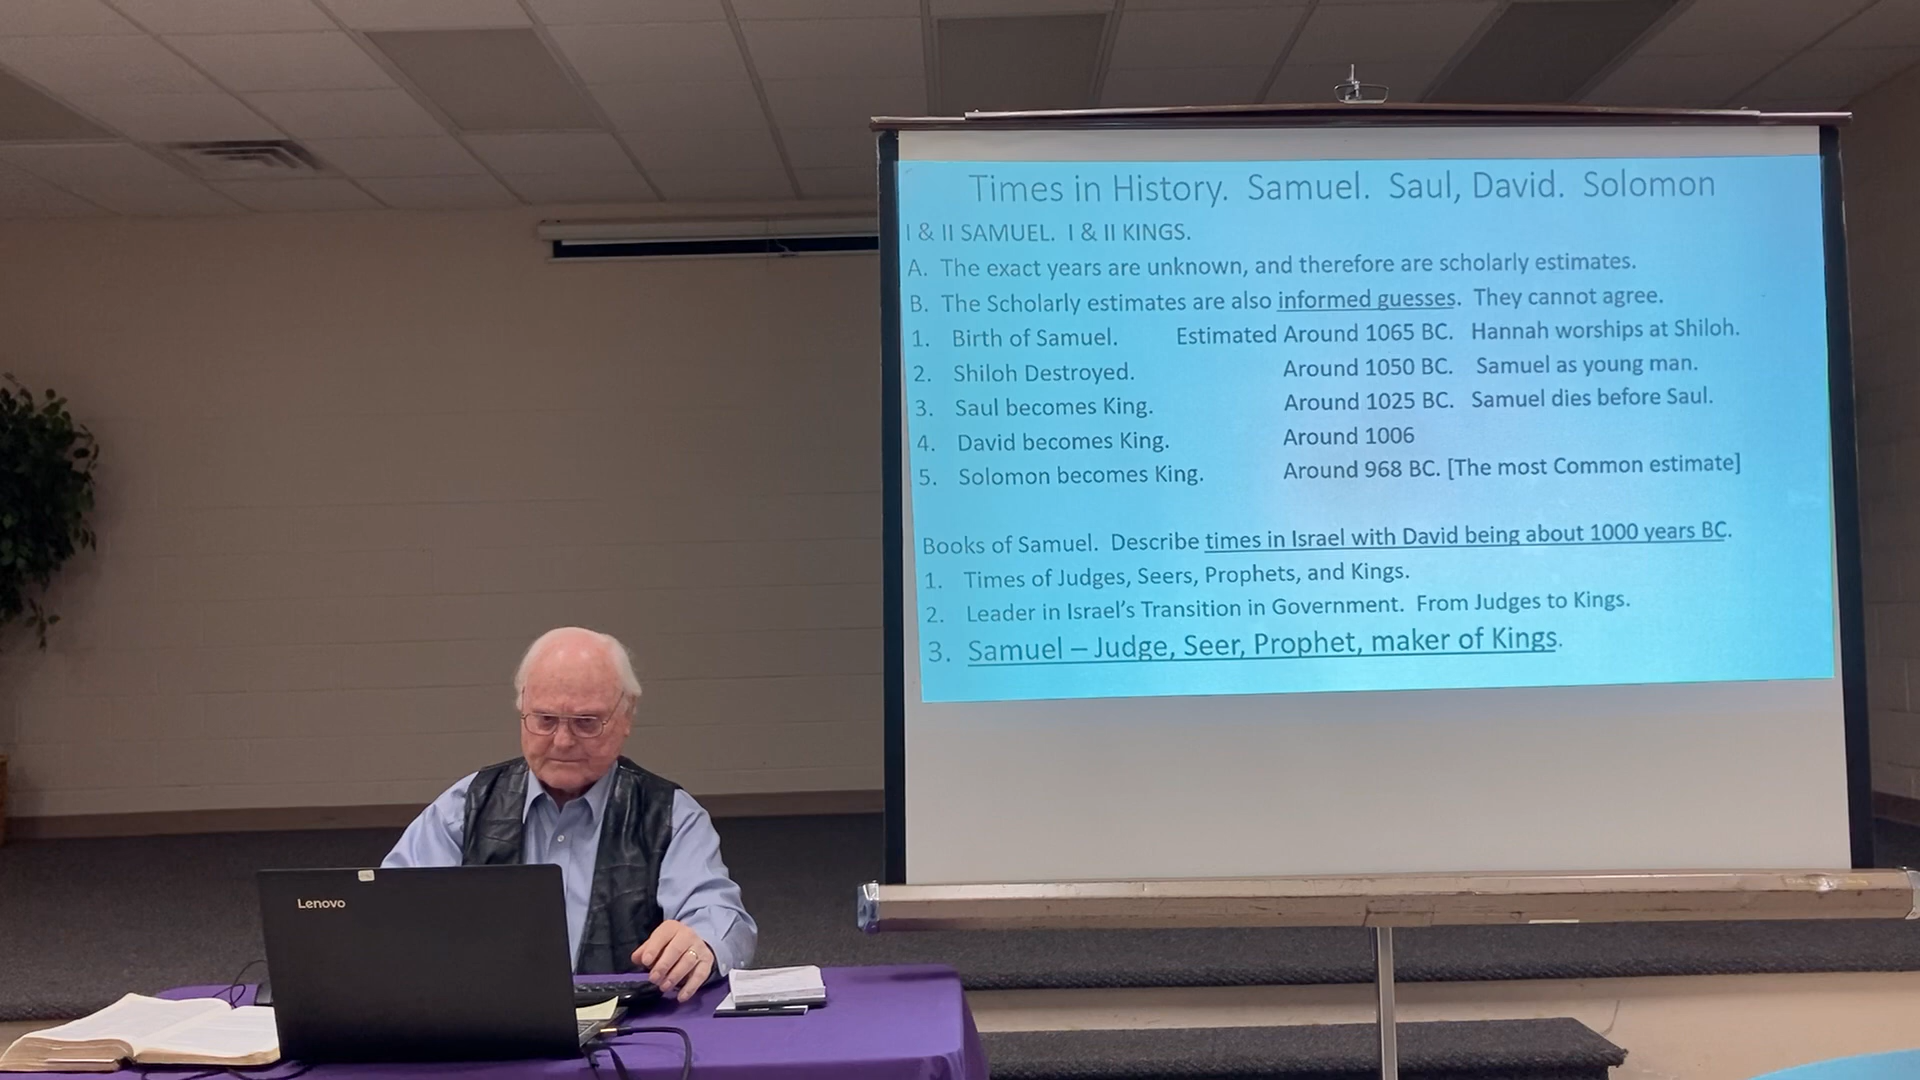 Times in History. Samuel. Saul, David. Solomon
I & II SAMUEL. I & II KINGS.
A. The exact years are unknown, and therefore are scholarly estimates.
B. The Scholarly estimates are also informed guesses. They cannot agree.
1. Birth of Samuel. Estimated Around 1065 BC. Hannah worships at Shiloh.
2. Shiloh Destroyed. Around 1050 BC. Samuel as young man.
3. Saul becomes King. Around 1025 BC. Samuel dies before Saul.
4. David becomes King. Around 1006
5. Solomon becomes King. Around 968 BC. [The most Common estimate]
Books of Samuel. Describe times in Israel with David being about 1000 years BC.
1. Times of Judges, Seers, Prophets, and Kings.
2. Leader in Israel's Transition in Government. From Judges to Kings.
3. Samuel – Judge, Seer, Prophet, maker of Kings.
Lenovo